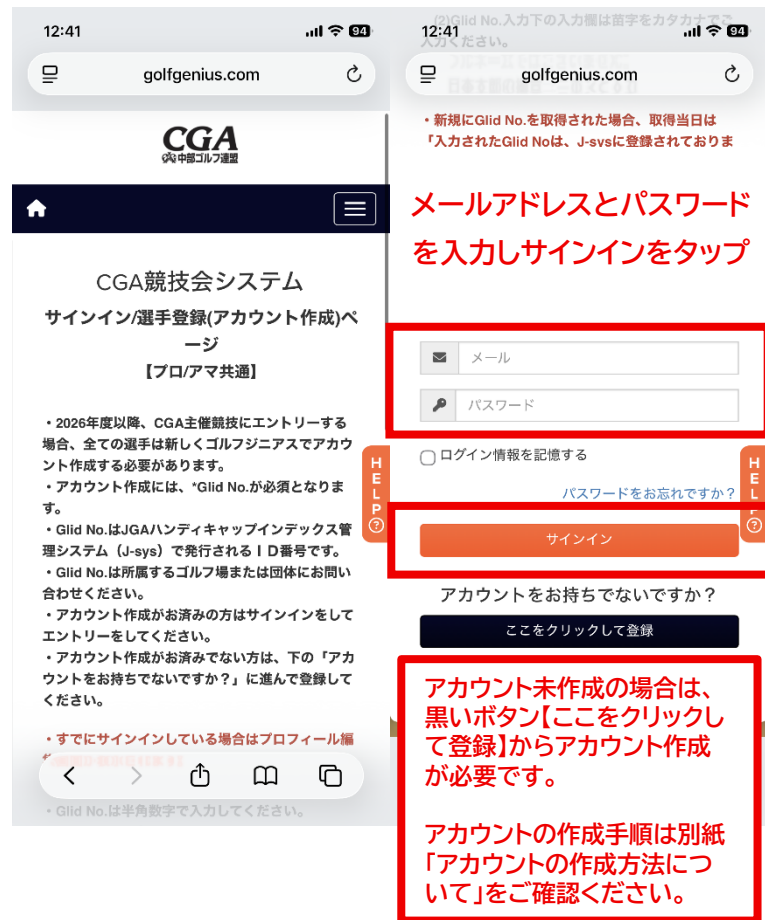 12:41
94
golfgenius.com
CGA
中部ゴルフ連盟
CGA競技会システム
サインイン/選手登録(アカウント作成)ペ
ージ
【プロ/アマ共通】
・2026年度以降、CGA主催競技にエントリーする
場合、全ての選手は新しくゴルフジニアスでアカウ
ント作成する必要があります。
・アカウント作成には、*Glid No.が必須となりま
す。
・Glid No.はJGAハンディキャップインデックス管
理システム（J-sys）で発行されるＩＤ番号です。
・Glid No.は所属するゴルフ場または団体にお問い
合わせください。
・アカウント作成がお済みの方はサインインをして
エントリーをしてください。
・アカウント作成がお済みでない方は、下の「アカ
ウントをお持ちでないですか？」に進んで登録して
ください。
・すでにサインインしている場合はプロフィール編
・Glid No.は半角数字で入力してください。
HELP?
(2)Glid No.入力下の入力欄は苗字をカタカナでご
入力ください。
12:41
94
golfgenius.com
・新規にGlid No.を取得された場合、取得当日は
「入力されたGlid Noは、J-sysに登録されておりま
メールアドレスとパスワード
を入力しサインインをタップ
メール
パスワード
ログイン情報を記憶する
パスワードをお忘れですか？
サインイン
HELP?
アカウントをお持ちでないですか？
ここをクリックして登録
アカウント未作成の場合は、
黒いボタン【ここをクリックし
て登録】からアカウント作成
が必要です。
アカウントの作成手順は別紙
「アカウントの作成方法につ
いて」をご確認ください。